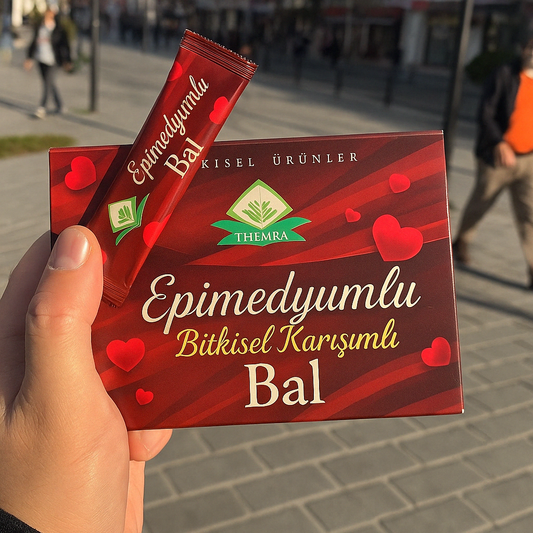 Epimedyumlu
Bal
KISEL ÜRÜNLER
THEMRA
Epimedyumlu
Bitkisel Karışımlı
Bal